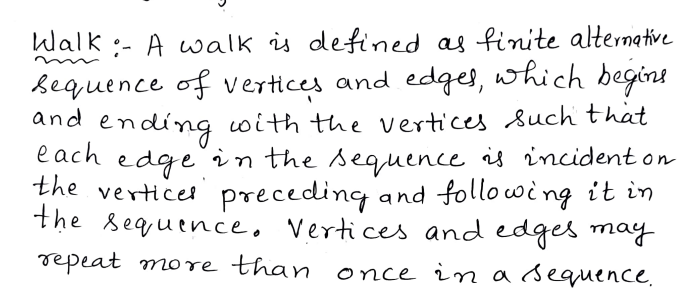 Walk :- A walk is defined as finite alternative
sequence of vertices and edges, which begins
and ending with the vertices such that
each edge in the sequence is incident on
the vertices preceding and following it in
the sequence. Vertices and edges may
repeat more than once in a sequence.